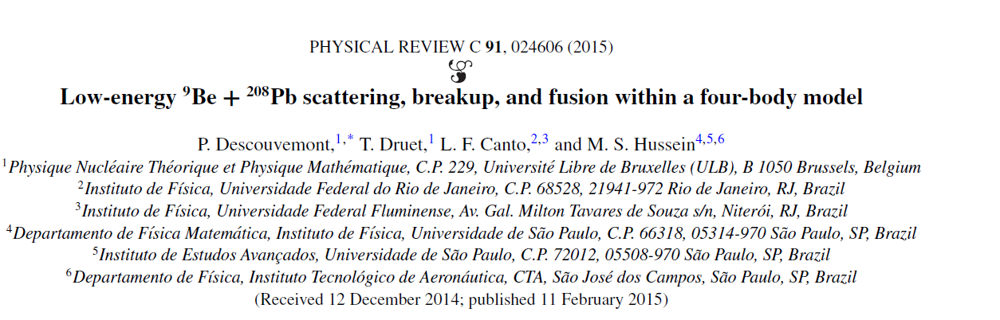 PHYSICAL REVIEW C 91, 024606 (2015)
Low-energy ⁹Be + ²⁰⁸Pb scattering, breakup, and fusion within a four-body model
P. Descouvemont,¹,* T. Druet,¹ L. F. Canto,²,³ and M. S. Hussein⁴,⁵,⁶
¹Physique Nucléaire Théorique et Physique Mathématique, C.P. 229, Université Libre de Bruxelles (ULB), B 1050 Brussels, Belgium
²Instituto de Física, Universidade Federal do Rio de Janeiro, C.P. 68528, 21941-972 Rio de Janeiro, RJ, Brazil
³Instituto de Física, Universidade Federal Fluminense, Av. Gal. Milton Tavares de Souza s/n, Niterói, RJ, Brazil
⁴Departamento de Física Matemática, Instituto de Física, Universidade de São Paulo, C.P. 66318, 05314-970 São Paulo, SP, Brazil
⁵Instituto de Estudos Avançados, Universidade de São Paulo, C.P. 72012, 05508-970 São Paulo, SP, Brazil
⁶Departamento de Física, Instituto Tecnológico de Aeronáutica, CTA, São José dos Campos, São Paulo, SP, Brazil
(Received 12 December 2014; published 11 February 2015)